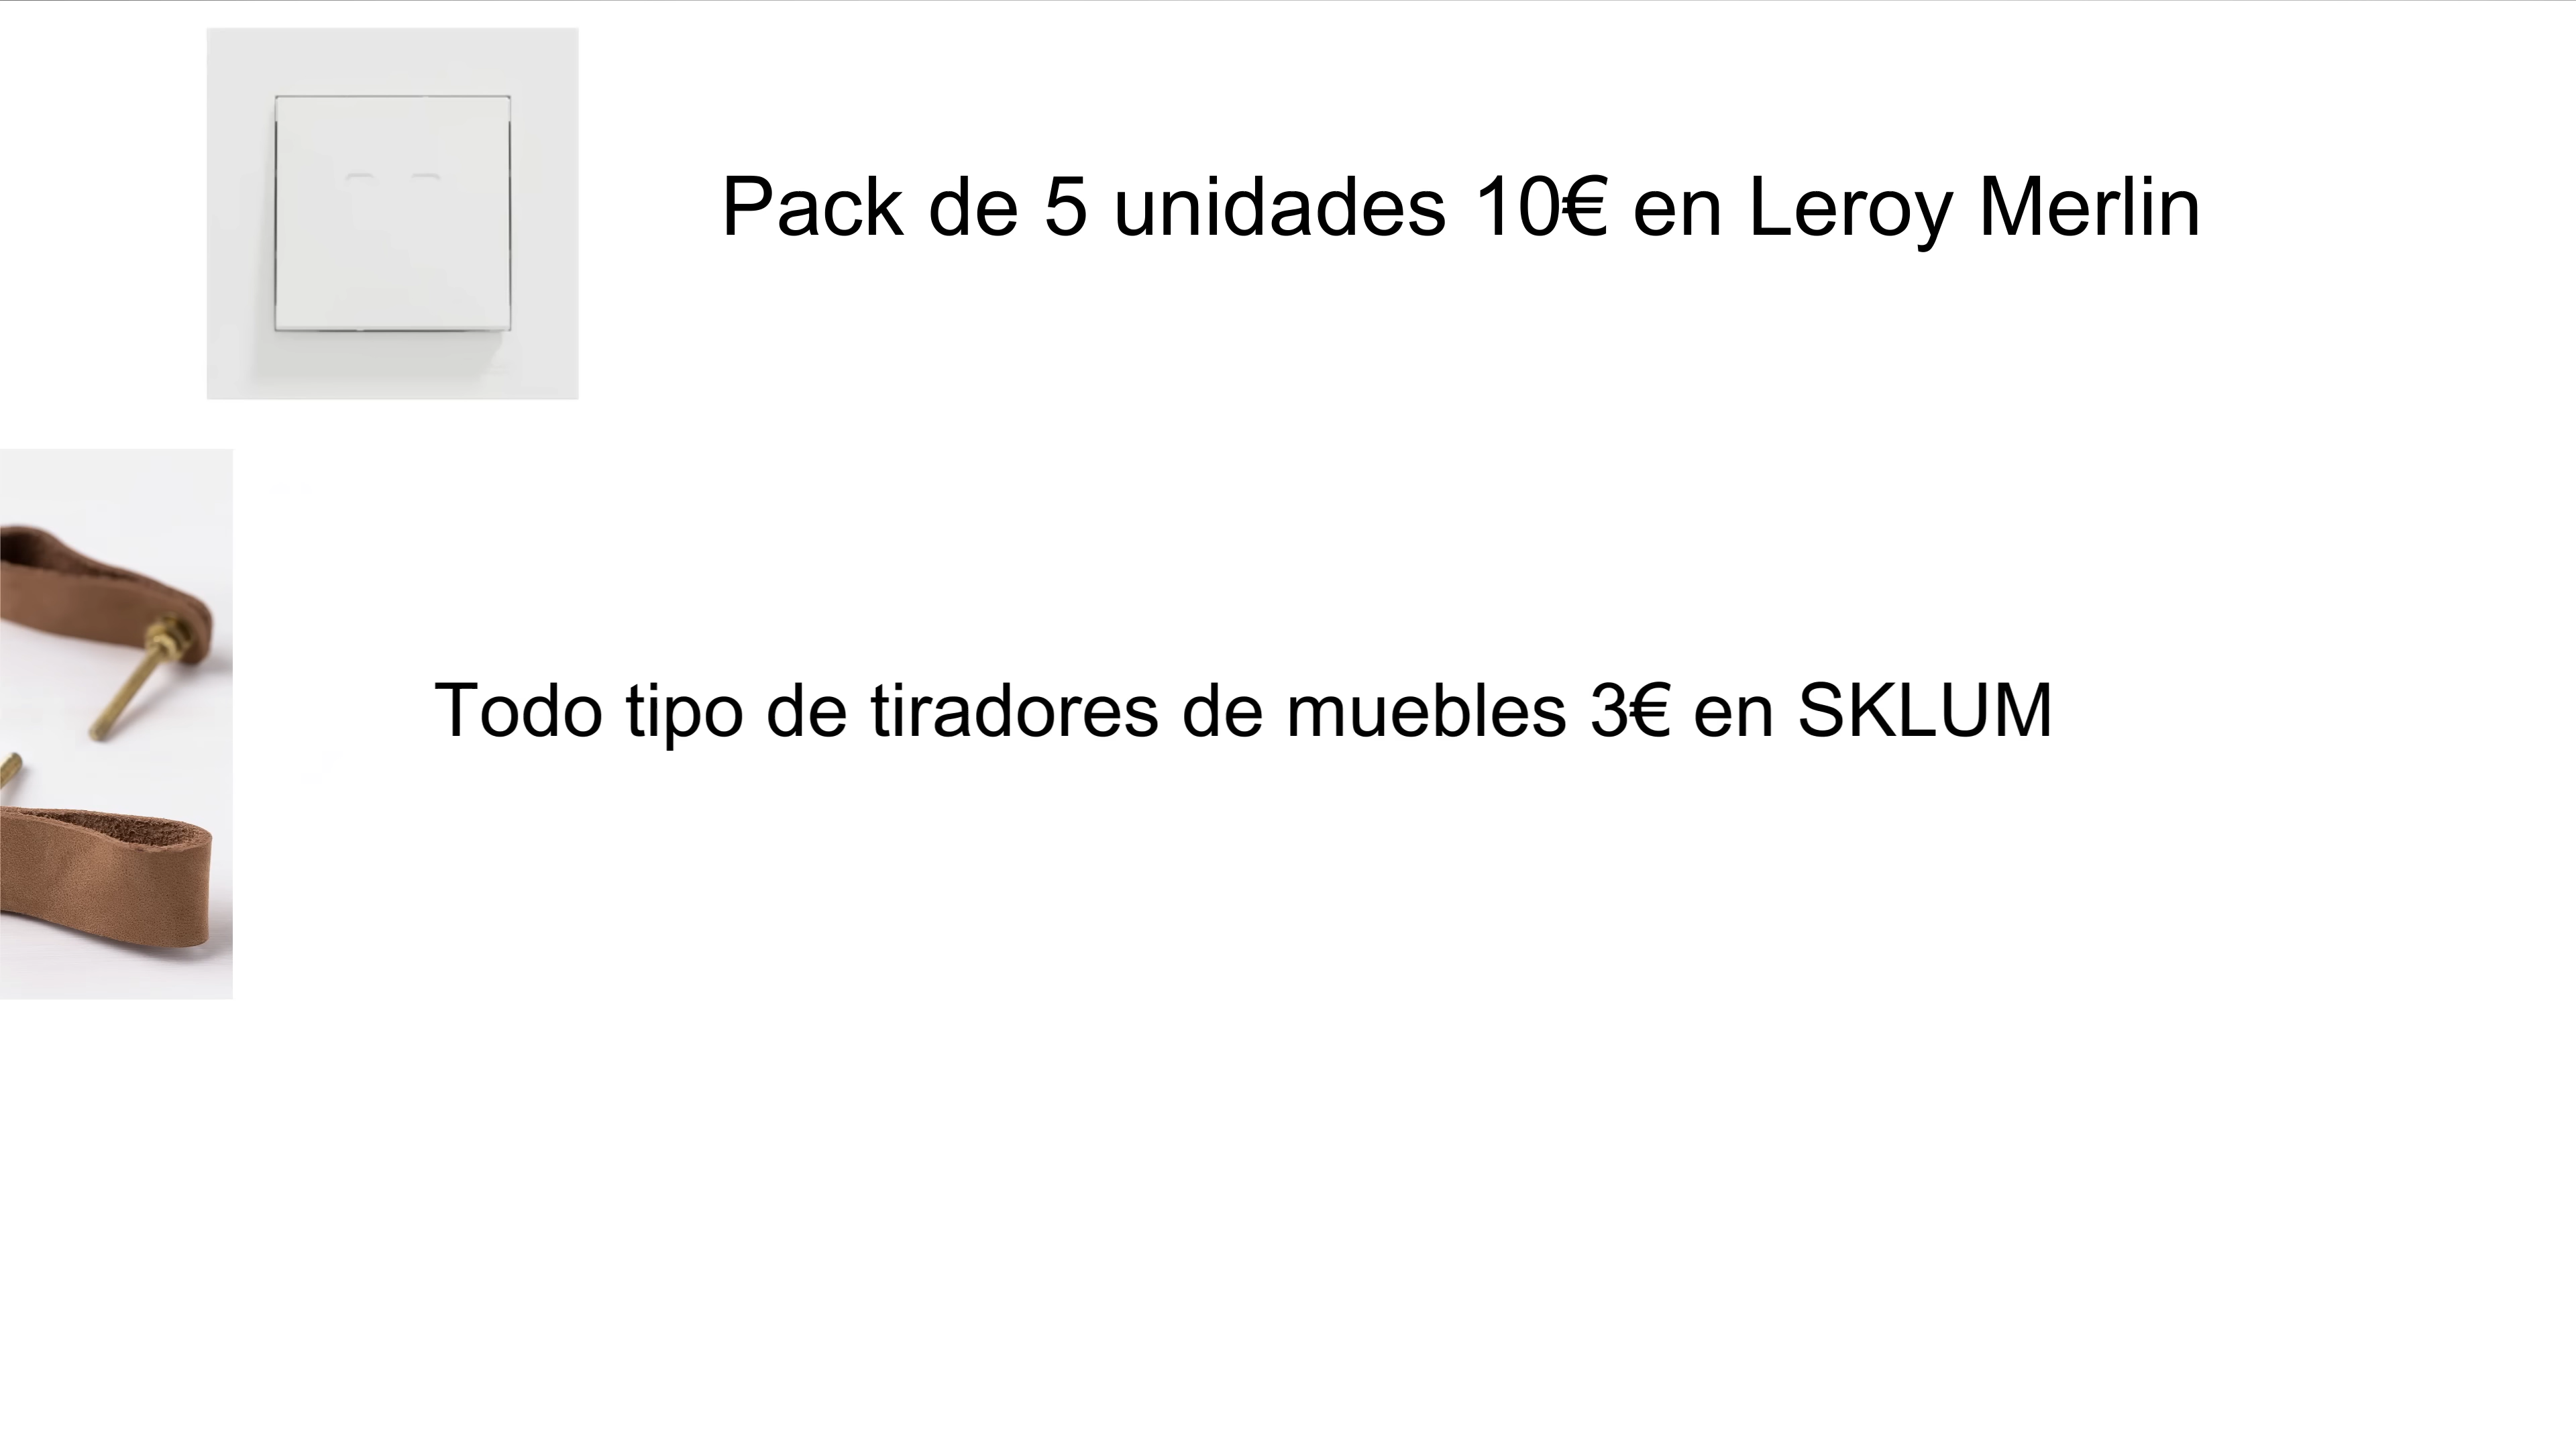 Pack de 5 unidades 10€ en Leroy Merlin
Todo tipo de tiradores de muebles 3€ en SKLUM